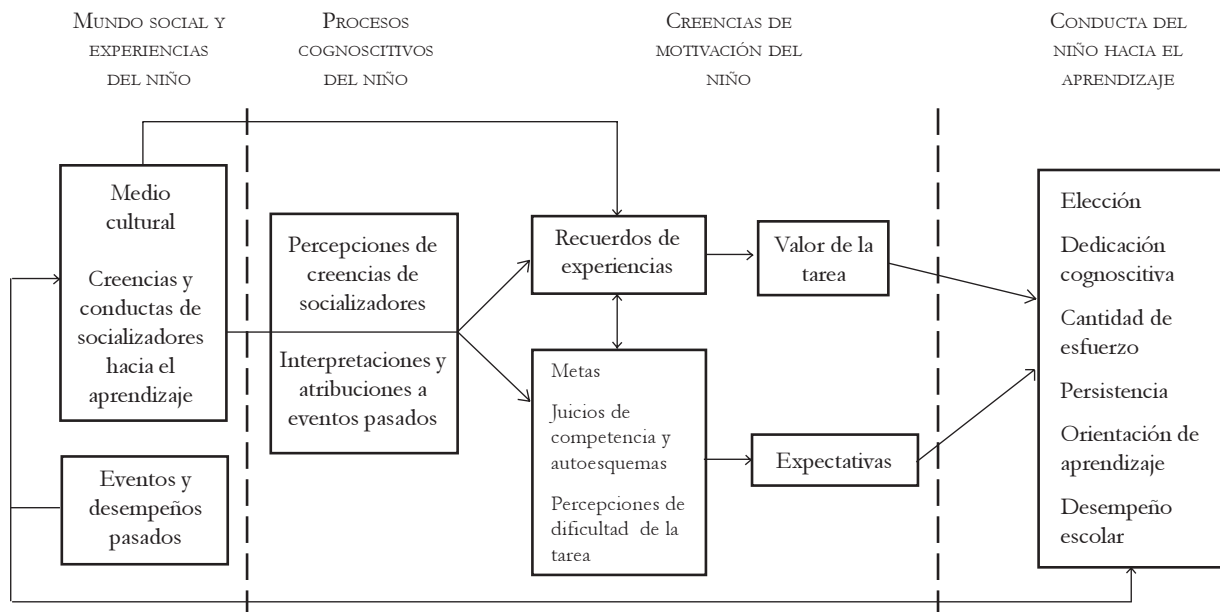 MUNDO SOCIAL Y
EXPERIENCIAS
DEL NIÑO
PROCESOS
COGNOSCITIVOS
DEL NIÑO
CREENCIAS DE
MOTIVACIÓN DEL
NIÑO
CONDUCTA DEL
NIÑO HACIA EL
APRENDIZAJE
Medio
cultural
Creencias y
conductas de
socializadores
hacia el
aprendizaje
Eventos y
desempeños
pasados
Percepciones de
creencias de
socializadores
Interpretaciones y
atribuciones a
eventos pasados
Recuerdos de
experiencias
Metas
Juicios de
competencia y
autoesquemas
Percepciones de
dificultad de la
tarea
Valor de la
tarea
Expectativas
Elección
Dedicación
cognoscitiva
Cantidad de
esfuerzo
Persistencia
Orientación de
aprendizaje
Desempeño
escolar